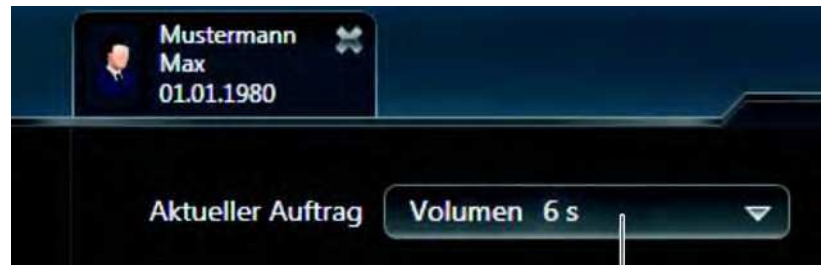 Mustermann
Max
01.01.1980
Aktueller Auftrag Volumen 6 s